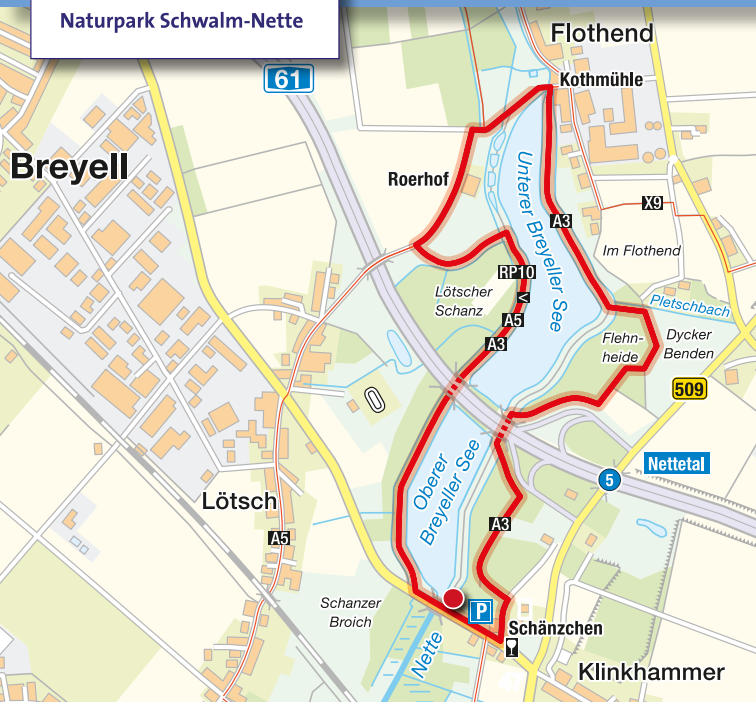 Naturpark Schwalm-Nette
Flothend
61
Kothmühle
Breyell
Roerhof
Unterer Breyeller See
X9
A3
Im Flothend
RP10
Lötscher
Schanz
<
A5
A3
Pletschbach
Flehn-
heide
Dycker
Benden
509
Oberer
Breyeller See
Nettetal
5
Lötsch
A3
A5
Schanzer
Broich
P
Nette
Schänzchen
Klinkhammer